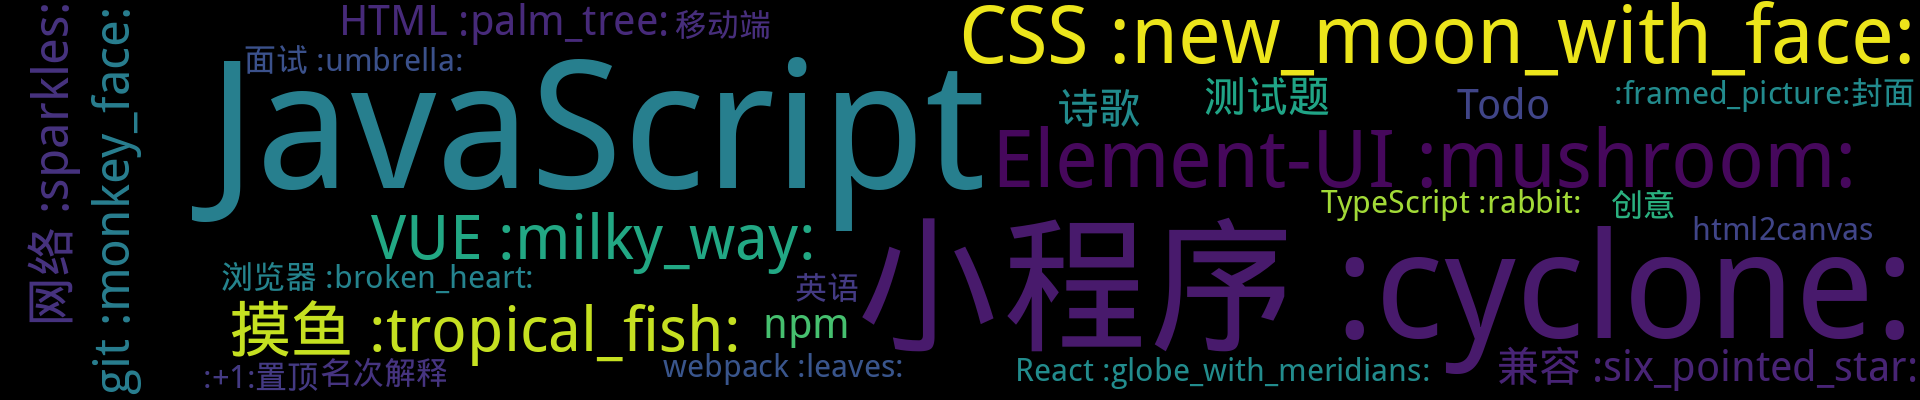 HTML :palm_tree:
移动端
CSS :new_moon_with_face:
面试 :umbrella:
JavaScript
诗歌
测试题
Todo
:framed_picture:封面
Element-UI :mushroom:
TypeScript :rabbit:
创意
html2canvas
VUE :milky_way:
小程序 :cyclone:
浏览器 :broken_heart:
英语
摸鱼 :tropical_fish:
npm
:+1:置顶
名次解释
webpack :leaves:
React :globe_with_meridians:
兼容 :six_pointed_star:
网络 :sparkles:
git :monkey_face: